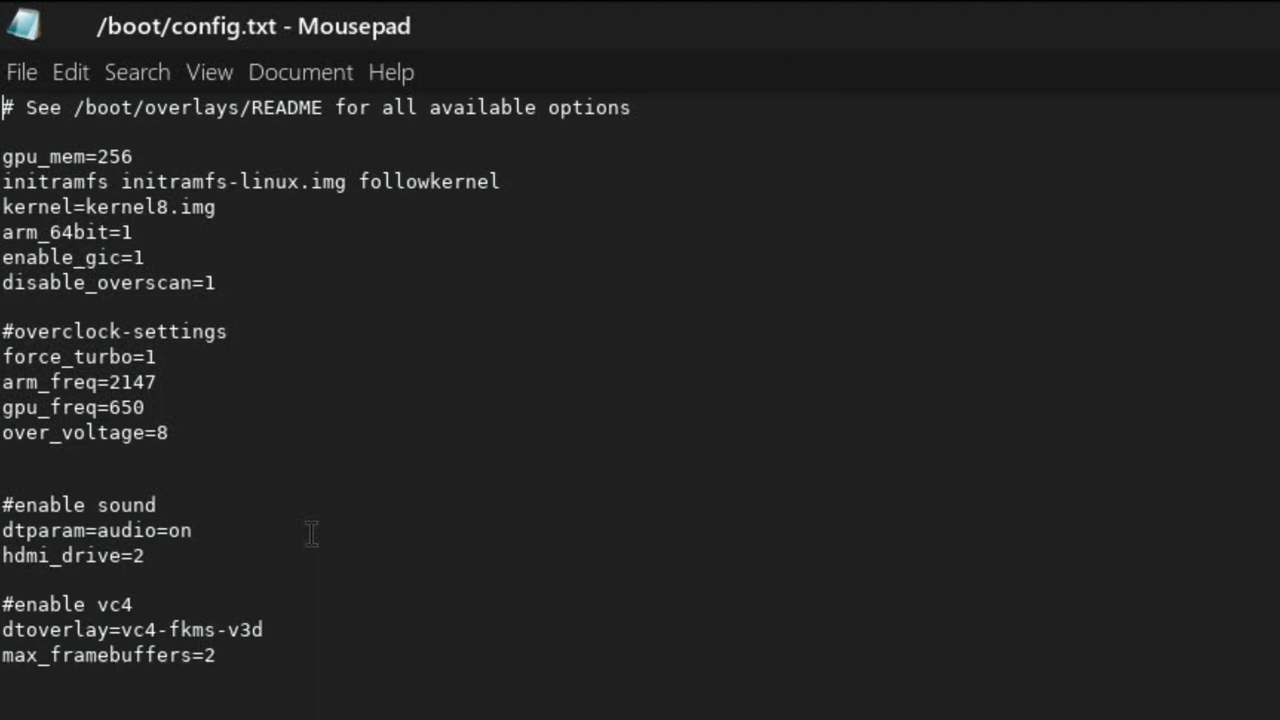 /boot/config.txt - Mousepad
File Edit Search View Document Help
# See /boot/overlays/README for all available options
gpu_mem=256
initramfs initramfs-linux.img followkernel
kernel=kernel8.img
arm_64bit=1
enable_gic=1
disable_overscan=1
#overclock-settings
force_turbo=1
arm_freq=2147
gpu_freq=650
over_voltage=8
#enable sound
dtparam=audio=on
hdmi_drive=2
#enable vc4
dtoverlay=vc4-fkms-v3d
max_framebuffers=2